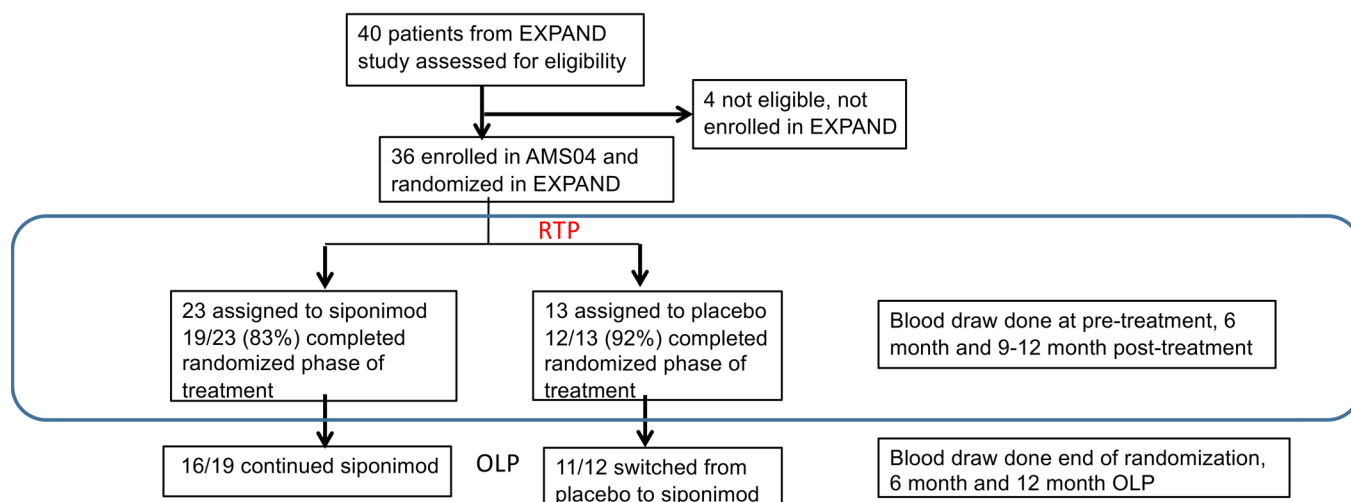 40 patients from EXPAND
study assessed for eligibility
4 not eligible, not
enrolled in EXPAND
36 enrolled in AMS04 and
randomized in EXPAND
RTP
23 assigned to siponimod
19/23 (83%) completed
randomized phase of
treatment
13 assigned to placebo
12/13 (92%) completed
randomized phase of
treatment
Blood draw done at pre-treatment, 6
month and 9-12 month post-treatment
16/19 continued siponimod
OLP
11/12 switched from
placebo to siponimod
Blood draw done end of randomization,
6 month and 12 month OLP